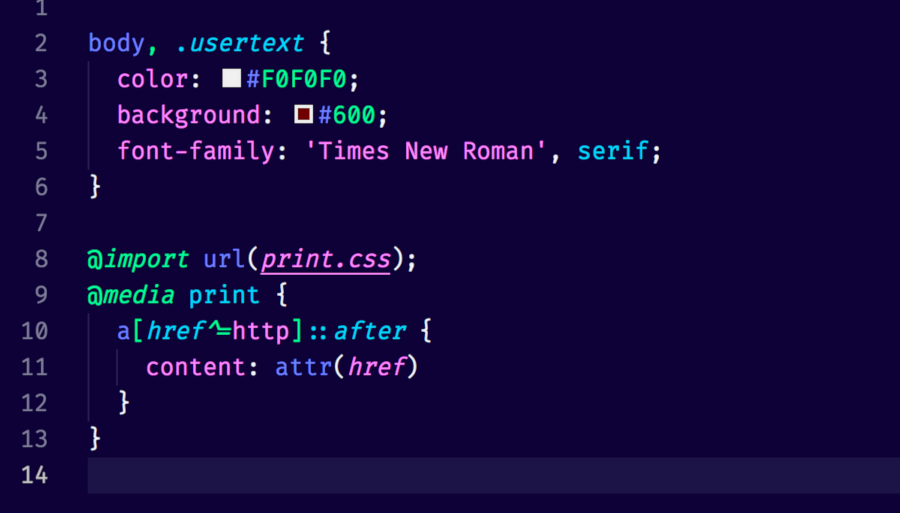 1
2 body, .usertext {
3   color: #F0F0F0;
4   background: #600;
5   font-family: 'Times New Roman', serif;
6 }
7
8 @import url(print.css);
9 @media print {
10   a[href^=http]::after {
11     content: attr(href)
12   }
13 }
14